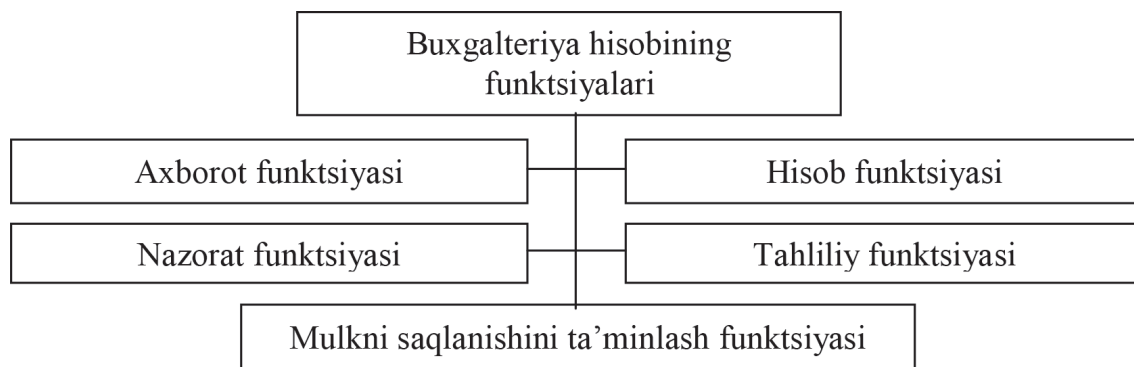 Buxgalteriya hisobining
funktsiyalari
Axborot funktsiyasi
Hisob funktsiyasi
Nazorat funktsiyasi
Tahliliy funktsiyasi
Mulkni saqlanishini ta’minlash funktsiyasi